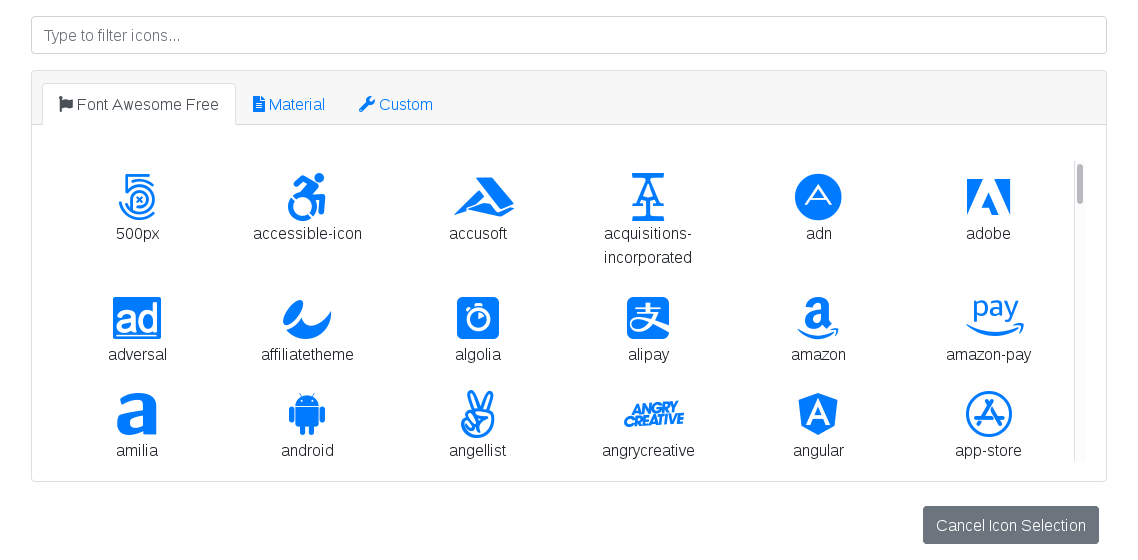 Type to filter icons...
Font Awesome Free Material Custom
500px accessible-icon accusoft acquisitions- adn adobe
incorporated
ad pay
adversal affiliatetheme algolia alipay amazon amazon-pay
a ANGRY
CREATIVE A
amilia android angellist angrycreative angular app-store
Cancel Icon Selection